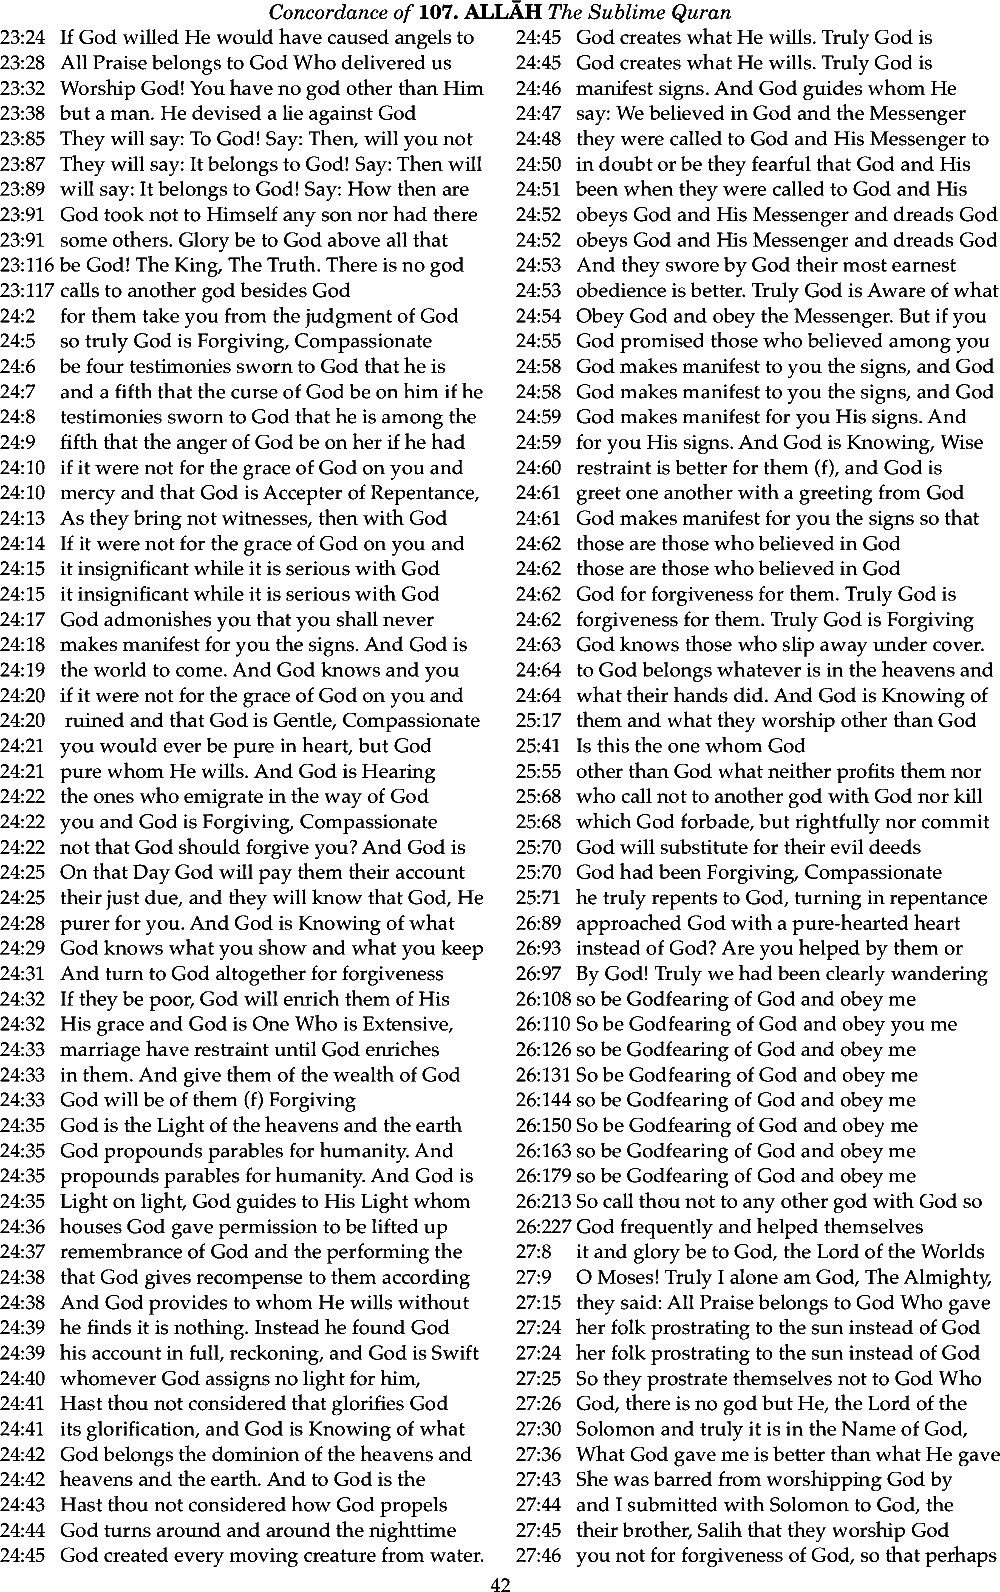 Concordance of 107. ALLĀH The Sublime Quran
23:24 If God willed He would have caused angels to
23:28 All Praise belongs to God Who delivered us
23:32 Worship God! You have no god other than Him
23:38 but a man. He devised a lie against God
23:85 They will say: To God! Say: Then, will you not
23:87 They will say: It belongs to God! Say: Then will
23:89 will say: It belongs to God! Say: How then are
23:91 God took not to Himself any son nor had there
23:91 some others. Glory be to God above all that
23:116 be God! The King, The Truth. There is no god
23:117 calls to another god besides God
24:2 for them take you from the judgment of God
24:5 so truly God is Forgiving, Compassionate
24:6 be four testimonies sworn to God that he is
24:7 and a fifth that the curse of God be on him if he
24:8 testimonies sworn to God that he is among the
24:9 fifth that the anger of God be on her if he had
24:10 if it were not for the grace of God on you and
24:10 mercy and that God is Accepter of Repentance,
24:13 As they bring not witnesses, then with God
24:14 If it were not for the grace of God on you and
24:15 it insignificant while it is serious with God
24:15 it insignificant while it is serious with God
24:17 God admonishes you that you shall never
24:18 makes manifest for you the signs. And God is
24:19 the world to come. And God knows and you
24:20 if it were not for the grace of God on you and
24:20 ruined and that God is Gentle, Compassionate
24:21 you would ever be pure in heart, but God
24:21 pure whom He wills. And God is Hearing
24:22 the ones who emigrate in the way of God
24:22 you and God is Forgiving, Compassionate
24:22 not that God should forgive you? And God is
24:25 On that Day God will pay them their account
24:25 their just due, and they will know that God, He
24:28 purer for you. And God is Knowing of what
24:29 God knows what you show and what you keep
24:31 And turn to God altogether for forgiveness
24:32 If they be poor, God will enrich them of His
24:32 His grace and God is One Who is Extensive,
24:33 marriage have restraint until God enriches
24:33 in them. And give them of the wealth of God
24:33 God will be of them (f) Forgiving
24:35 God is the Light of the heavens and the earth
24:35 God propounds parables for humanity. And
24:35 propounds parables for humanity. And God is
24:35 Light on light, God guides to His Light whom
24:36 houses God gave permission to be lifted up
24:37 remembrance of God and the performing the
24:38 that God gives recompense to them according
24:38 And God provides to whom He wills without
24:39 he finds it is nothing. Instead he found God
24:39 his account in full, reckoning, and God is Swift
24:40 whomever God assigns no light for him,
24:41 Hast thou not considered that glorifies God
24:41 its glorification, and God is Knowing of what
24:42 God belongs the dominion of the heavens and
24:42 heavens and the earth. And to God is the
24:43 Hast thou not considered how God propels
24:44 God turns around and around the nighttime
24:45 God created every moving creature from water.
24:45 God creates what He wills. Truly God is
24:45 God creates what He wills. Truly God is
24:46 manifest signs. And God guides whom He
24:47 say: We believed in God and the Messenger
24:48 they were called to God and His Messenger to
24:50 in doubt or be they fearful that God and His
24:51 been when they were called to God and His
24:52 obeys God and His Messenger and dreads God
24:52 obeys God and His Messenger and dreads God
24:53 And they swore by God their most earnest
24:53 obedience is better. Truly God is Aware of what
24:54 Obey God and obey the Messenger. But if you
24:55 God promised those who believed among you
24:58 God makes manifest to you the signs, and God
24:58 God makes manifest to you the signs, and God
24:59 God makes manifest for you His signs. And
24:59 for you His signs. And God is Knowing, Wise
24:60 restraint is better for them (f), and God is
24:61 greet one another with a greeting from God
24:61 God makes manifest for you the signs so that
24:62 those are those who believed in God
24:62 those are those who believed in God
24:62 God for forgiveness for them. Truly God is
24:62 forgiveness for them. Truly God is Forgiving
24:63 God knows those who slip away under cover.
24:64 to God belongs whatever is in the heavens and
24:64 what their hands did. And God is Knowing of
25:17 them and what they worship other than God
25:41 Is this the one whom God
25:55 other than God what neither profits them nor
25:68 who call not to another god with God nor kill
25:68 which God forbade, but rightfully nor commit
25:70 God will substitute for their evil deeds
25:70 God had been Forgiving, Compassionate
25:71 he truly repents to God, turning in repentance
26:89 approached God with a pure-hearted heart
26:93 instead of God? Are you helped by them or
26:97 By God! Truly we had been clearly wandering
26:108 so be Godfearing of God and obey me
26:110 So be Godfearing of God and obey you me
26:126 so be Godfearing of God and obey me
26:131 So be Godfearing of God and obey me
26:144 so be Godfearing of God and obey me
26:150 So be Godfearing of God and obey me
26:163 so be Godfearing of God and obey me
26:179 so be Godfearing of God and obey me
26:213 So call thou not to any other god with God so
26:227 God frequently and helped themselves
27:8 it and glory be to God, the Lord of the Worlds
27:9 O Moses! Truly I alone am God, The Almighty,
27:15 they said: All Praise belongs to God Who gave
27:24 her folk prostrating to the sun instead of God
27:24 her folk prostrating to the sun instead of God
27:25 So they prostrate themselves not to God Who
27:26 God, there is no god but He, the Lord of the
27:30 Solomon and truly it is in the Name of God,
27:36 What God gave me is better than what He gave
27:43 She was barred from worshipping God by
27:44 and I submitted with Solomon to God, the
27:45 their brother, Salih that they worship God
27:46 you not for forgiveness of God, so that perhaps
42